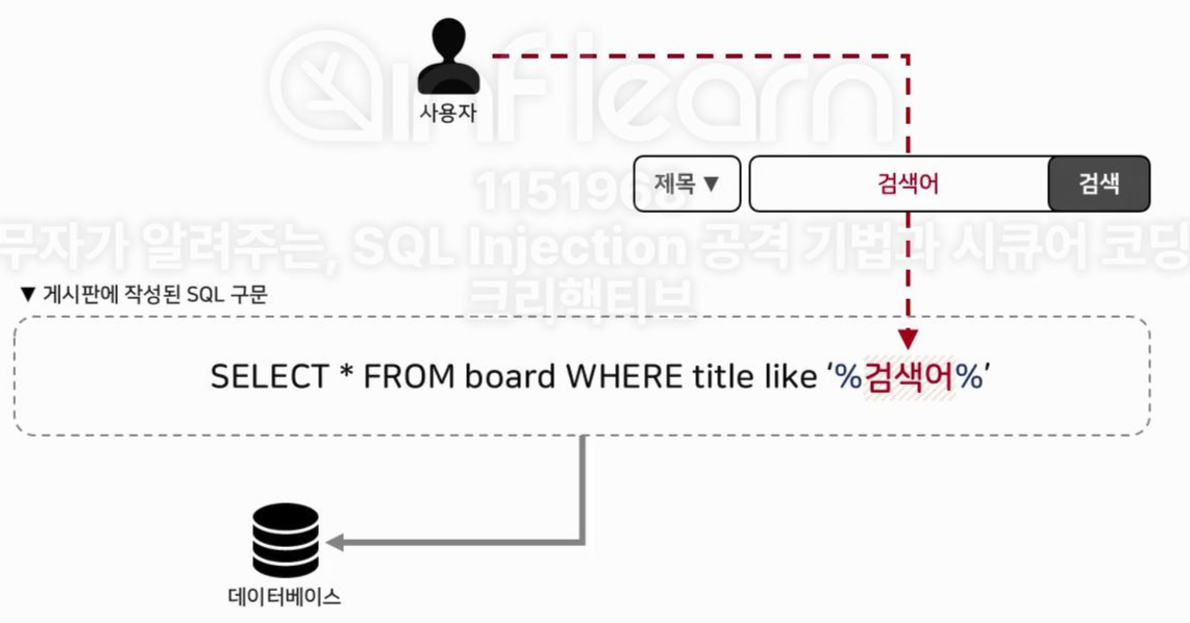 inflearn
사용자
제목 ▼ 검색어 검색
1151968
무자가 알려주는, SQL Injection 공격 기법과 시큐어 코딩
크리핵티브
▼ 게시판에 작성된 SQL 구문
SELECT * FROM board WHERE title like ‘%검색어%’
데이터베이스